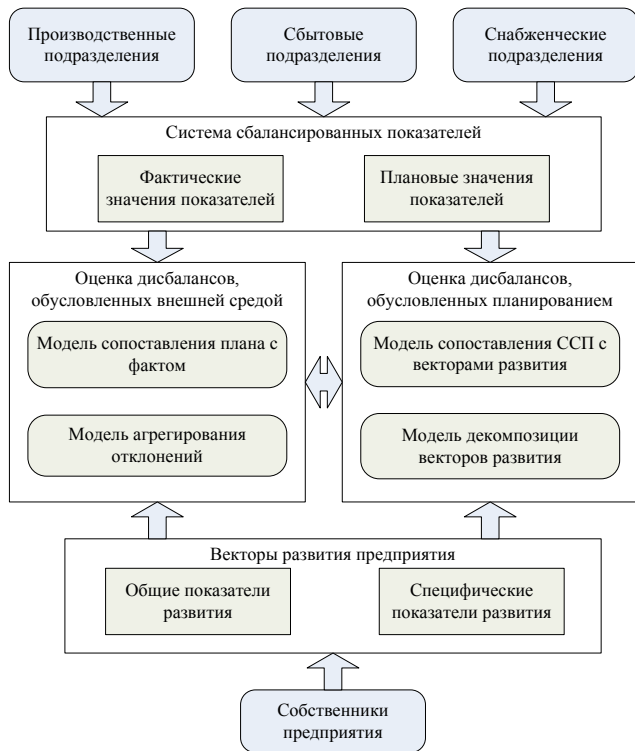 Производственные
подразделения
Сбытовые
подразделения
Снабженческие
подразделения
Система сбалансированных показателей
Фактические
значения показателей
Плановые значения
показателей
Оценка дисбалансов,
обусловленных внешней средой
Модель сопоставления плана с
фактом
Модель агрегирования
отклонений
Оценка дисбалансов,
обусловленных планированием
Модель сопоставления ССП с
векторами развития
Модель декомпозиции
векторов развития
Векторы развития предприятия
Общие показатели
развития
Специфические
показатели развития
Собственники
предприятия